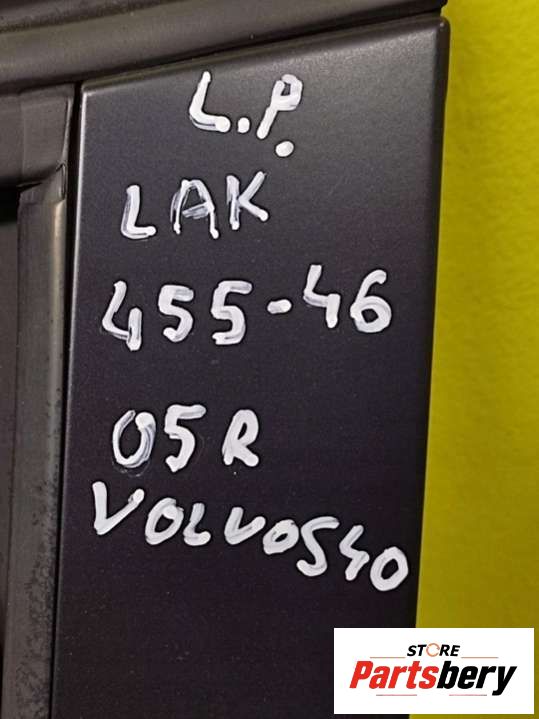 L.P.
LAK
455-46
05R
VOLVOS40
STORE
Partsbery